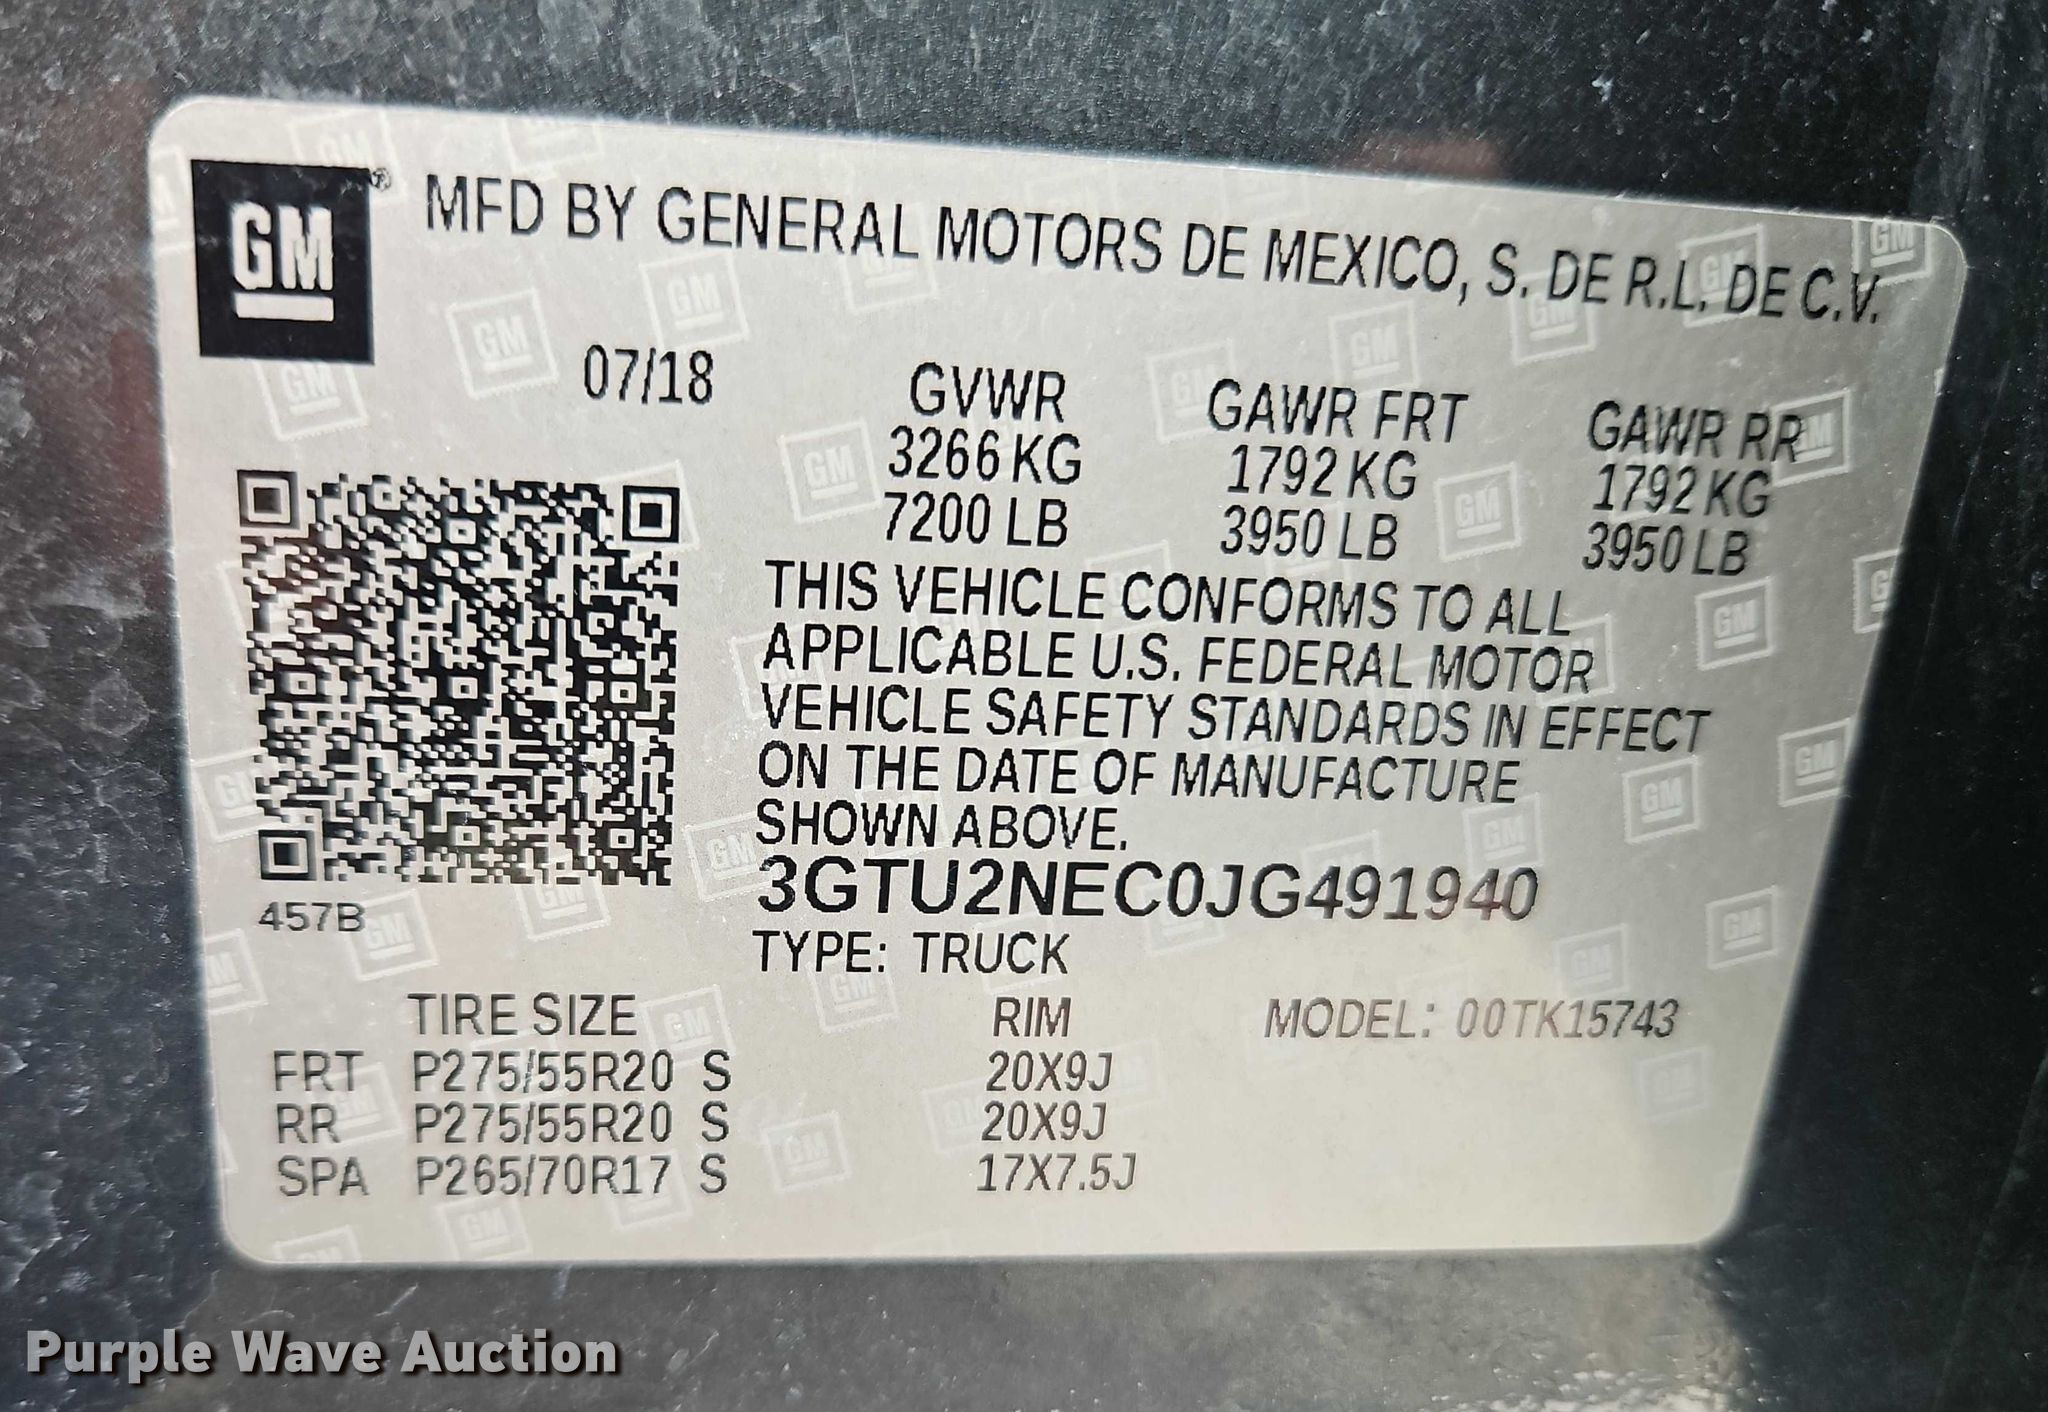 GM® MFD BY GENERAL MOTORS DE MEXICO, S. DE R.L. DE C.V.
07/18
GVWR GAWR FRT GAWR RR
3266 KG 1792 KG 1792 KG
7200 LB 3950 LB 3950 LB
THIS VEHICLE CONFORMS TO ALL
APPLICABLE U.S. FEDERAL MOTOR
VEHICLE SAFETY STANDARDS IN EFFECT
ON THE DATE OF MANUFACTURE
SHOWN ABOVE.
3GTU2NEC0JG491940
457B
TYPE: TRUCK
TIRE SIZE RIM MODEL: 00TK15743
FRT P275/55R20 S 20X9J
RR P275/55R20 S 20X9J
SPA P265/70R17 S 17X7.5J
Purple Wave Auction